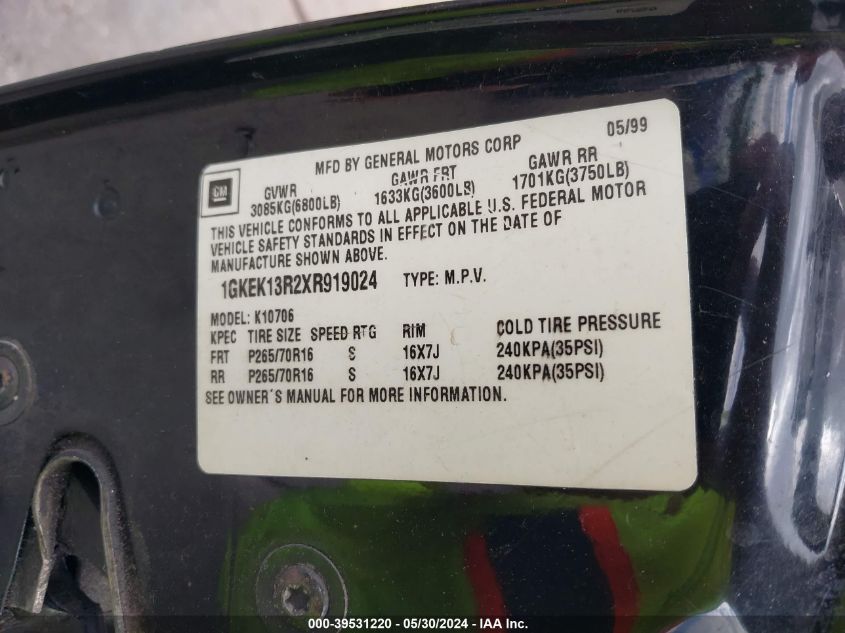 05/99
MFD BY GENERAL MOTORS CORP
GM
GVWR GAWR FRT GAWR RR
3085KG(6800LB) 1633KG(3600LB) 1701KG(3750LB)
THIS VEHICLE CONFORMS TO ALL APPLICABLE U.S. FEDERAL MOTOR
VEHICLE SAFETY STANDARDS IN EFFECT ON THE DATE OF
MANUFACTURE SHOWN ABOVE.
1GKEK13R2XR919024 TYPE: M.P.V.
MODEL: K10706
KPEC TIRE SIZE SPEED RTG RIM COLD TIRE PRESSURE
FRT P265/70R16 S 16X7J 240KPA(35PSI)
RR P265/70R16 S 16X7J 240KPA(35PSI)
SEE OWNER'S MANUAL FOR MORE INFORMATION.
000-39531220 - 05/30/2024 - IAA Inc.